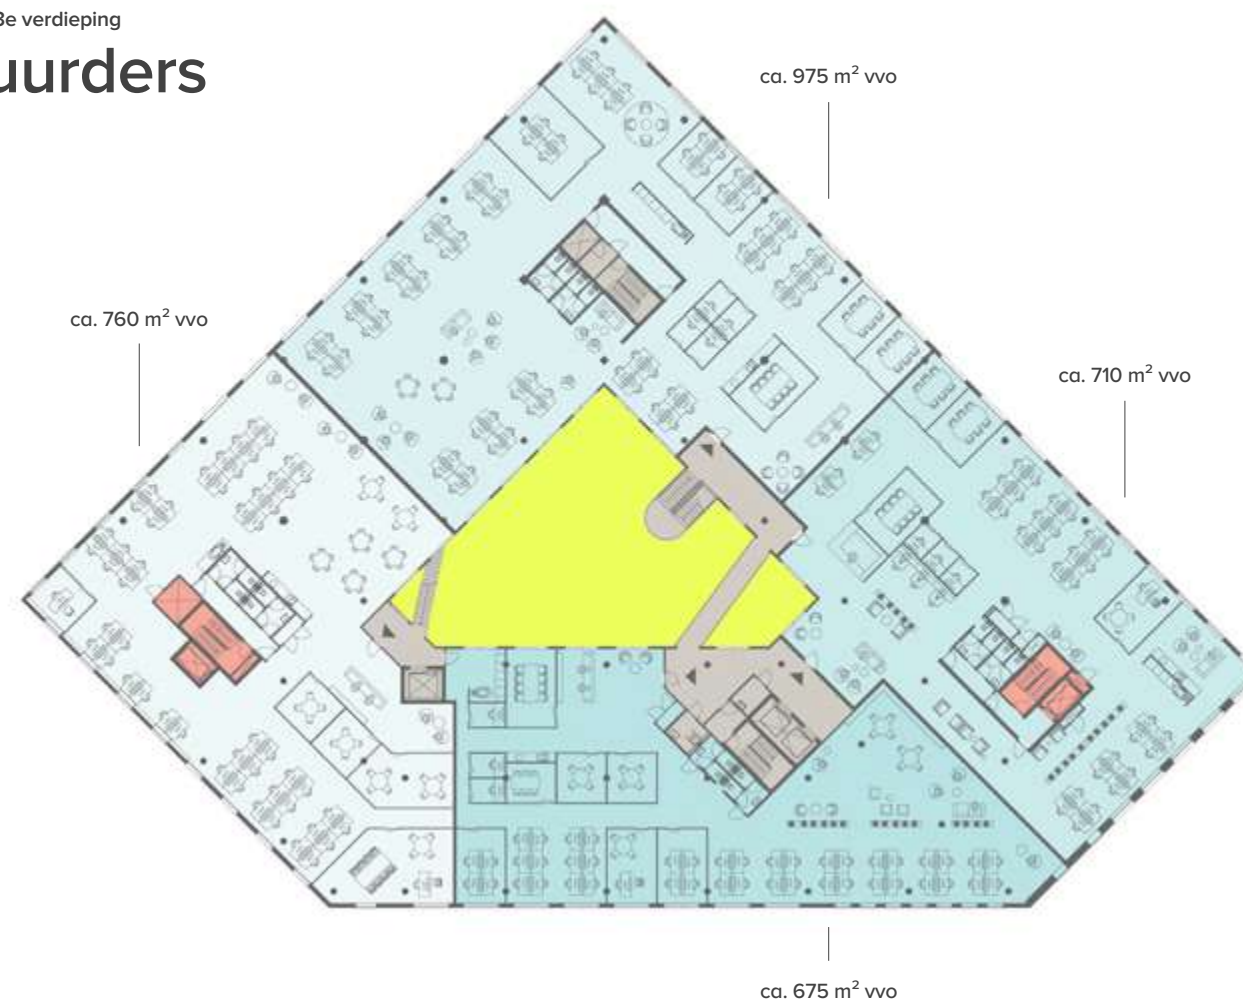 3e verdieping
uurders
ca. 975 m² vvo
ca. 760 m² vvo
ca. 710 m² vvo
ca. 675 m² vvo